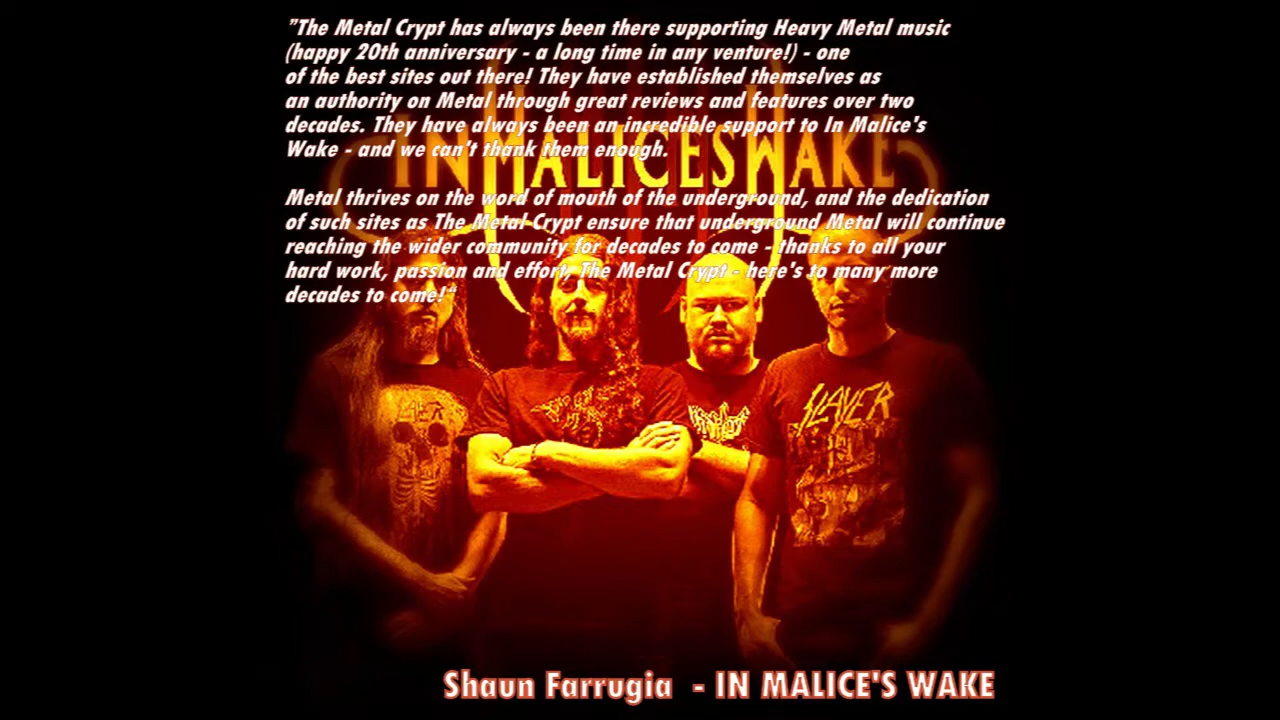 "The Metal Crypt has always been there supporting Heavy Metal music
(happy 20th anniversary - a long time in any venture!) - one
of the best sites out there! They have established themselves as
an authority on Metal through great reviews and features over two
decades. They have always been an incredible support to In Malice's
Wake - and we can't thank them enough.
IN MALICES WAKE
Metal thrives on the word of mouth of the underground, and the dedication
of such sites as The Metal Crypt ensure that underground Metal will continue
reaching the wider community for decades to come - thanks to all your
hard work, passion and effort, The Metal Crypt - here's to many more
decades to come!“
SLAYER
SLAYER
Shaun Farrugia - IN MALICE'S WAKE